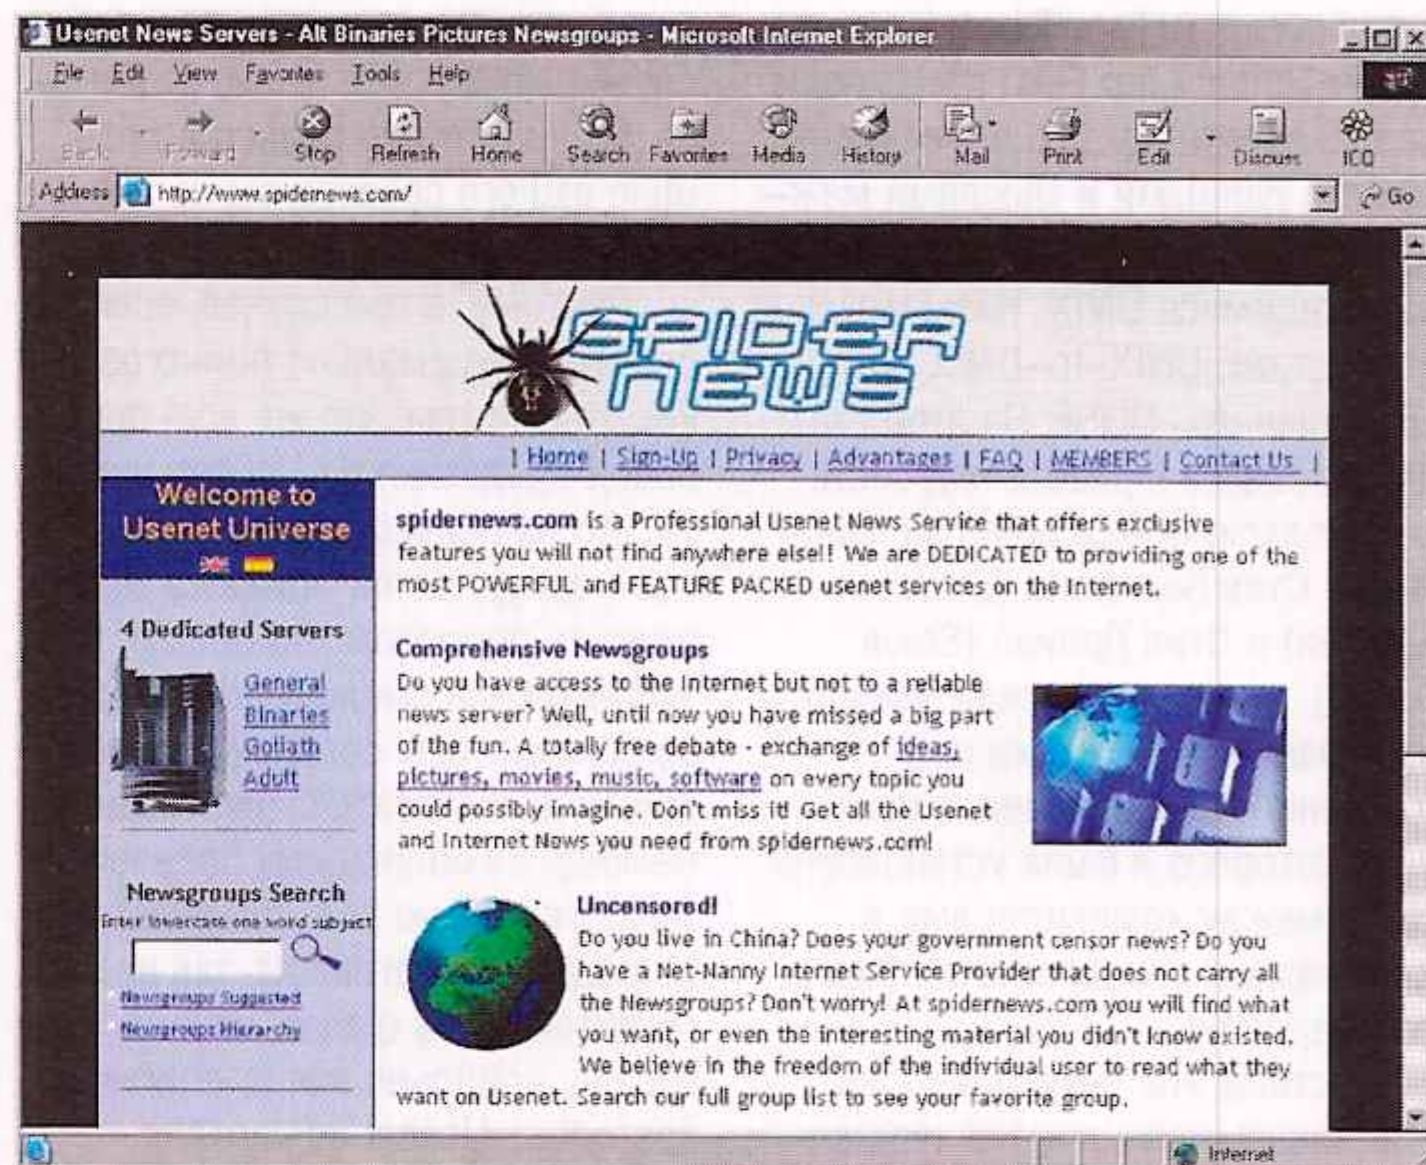 Usenet News Servers - Alt Binaries Pictures Newsgroups - Microsoft Internet Explorer
File Edit View Favorites Tools Help
Back Forward Stop Refresh Home Search Favorites Media History Mail Print Edit Discuss ICQ
Address http://www.spidernews.com/ Go
SPIDER
NEWS
| Home | Sign-Up | Privacy | Advantages | FAQ | MEMBERS | Contact Us |
Welcome to
Usenet Universe
4 Dedicated Servers
General
Binaries
Goliath
Adult
Newsgroups Search
Enter lowercase one word subject
Newsgroups Suggested
Newsgroups Hierarchy
spidernews.com is a Professional Usenet News Service that offers exclusive
features you will not find anywhere else!! We are DEDICATED to providing one of the
most POWERFUL and FEATURE PACKED usenet services on the Internet.
Comprehensive Newsgroups
Do you have access to the Internet but not to a reliable
news server? Well, until now you have missed a big part
of the fun. A totally free debate - exchange of ideas,
pictures, movies, music, software on every topic you
could possibly imagine. Don't miss it! Get all the Usenet
and Internet News you need from spidernews.com!
Uncensored!
Do you live in China? Does your government censor news? Do you
have a Net-Nanny Internet Service Provider that does not carry all
the Newsgroups? Don't worry! At spidernews.com you will find what
you want, or even the interesting material you didn't know existed.
We believe in the freedom of the individual user to read what they
want on Usenet. Search our full group list to see your favorite group.
Internet